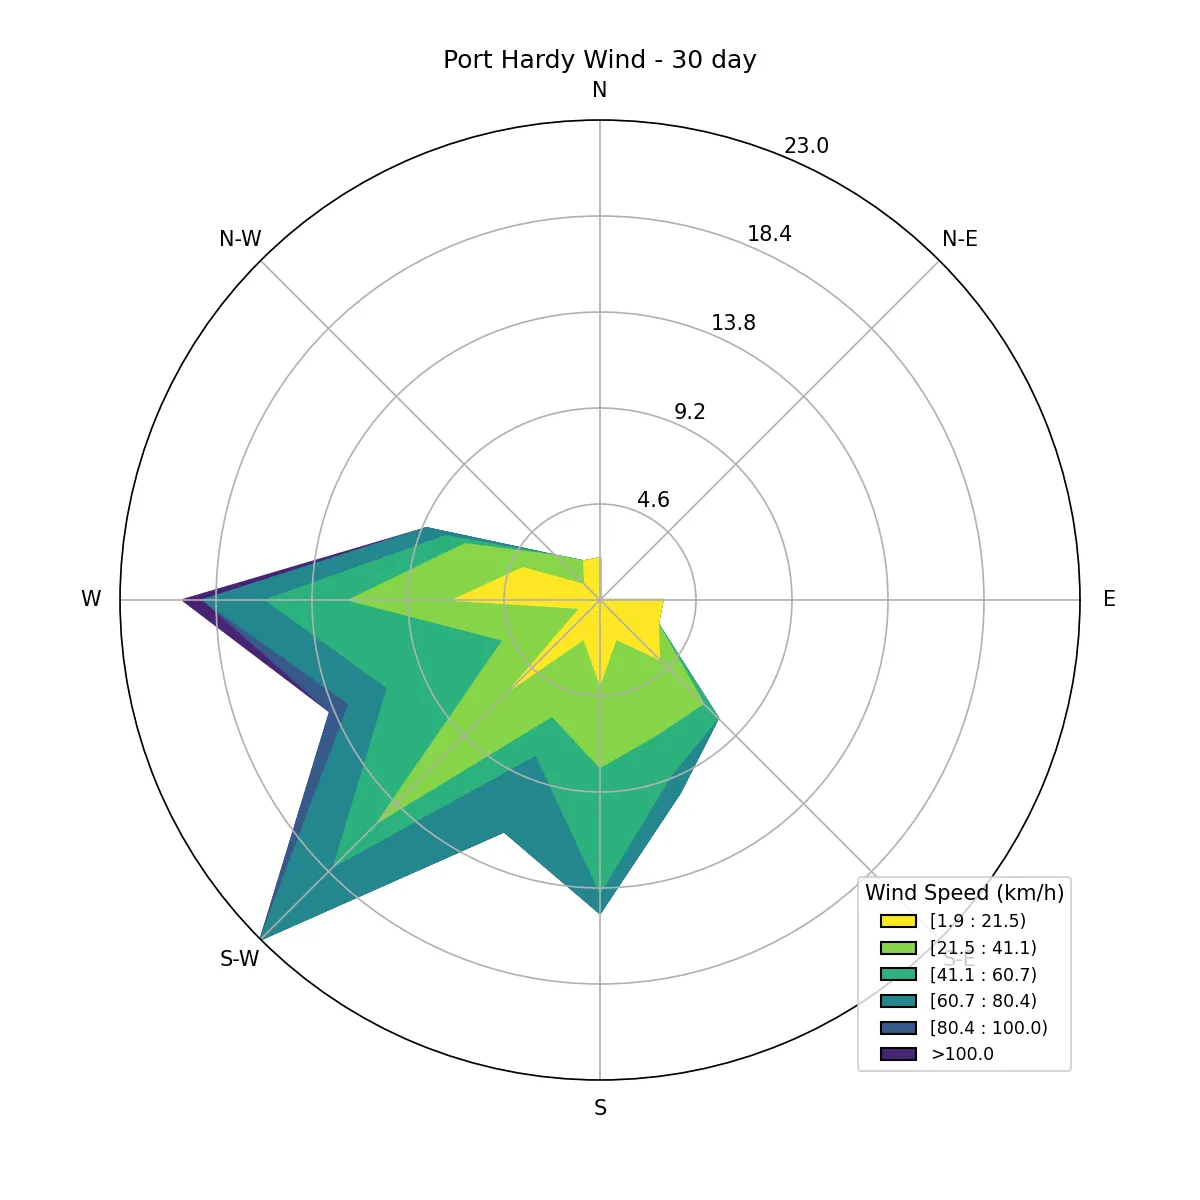 Port Hardy Wind - 30 day
N
23.0
18.4
N-W
N-E
13.8
9.2
4.6
W
E
S-W
S-E
Wind Speed (km/h)
[1.9 : 21.5)
[21.5 : 41.1)
[41.1 : 60.7)
[60.7 : 80.4)
[80.4 : 100.0)
>100.0
S